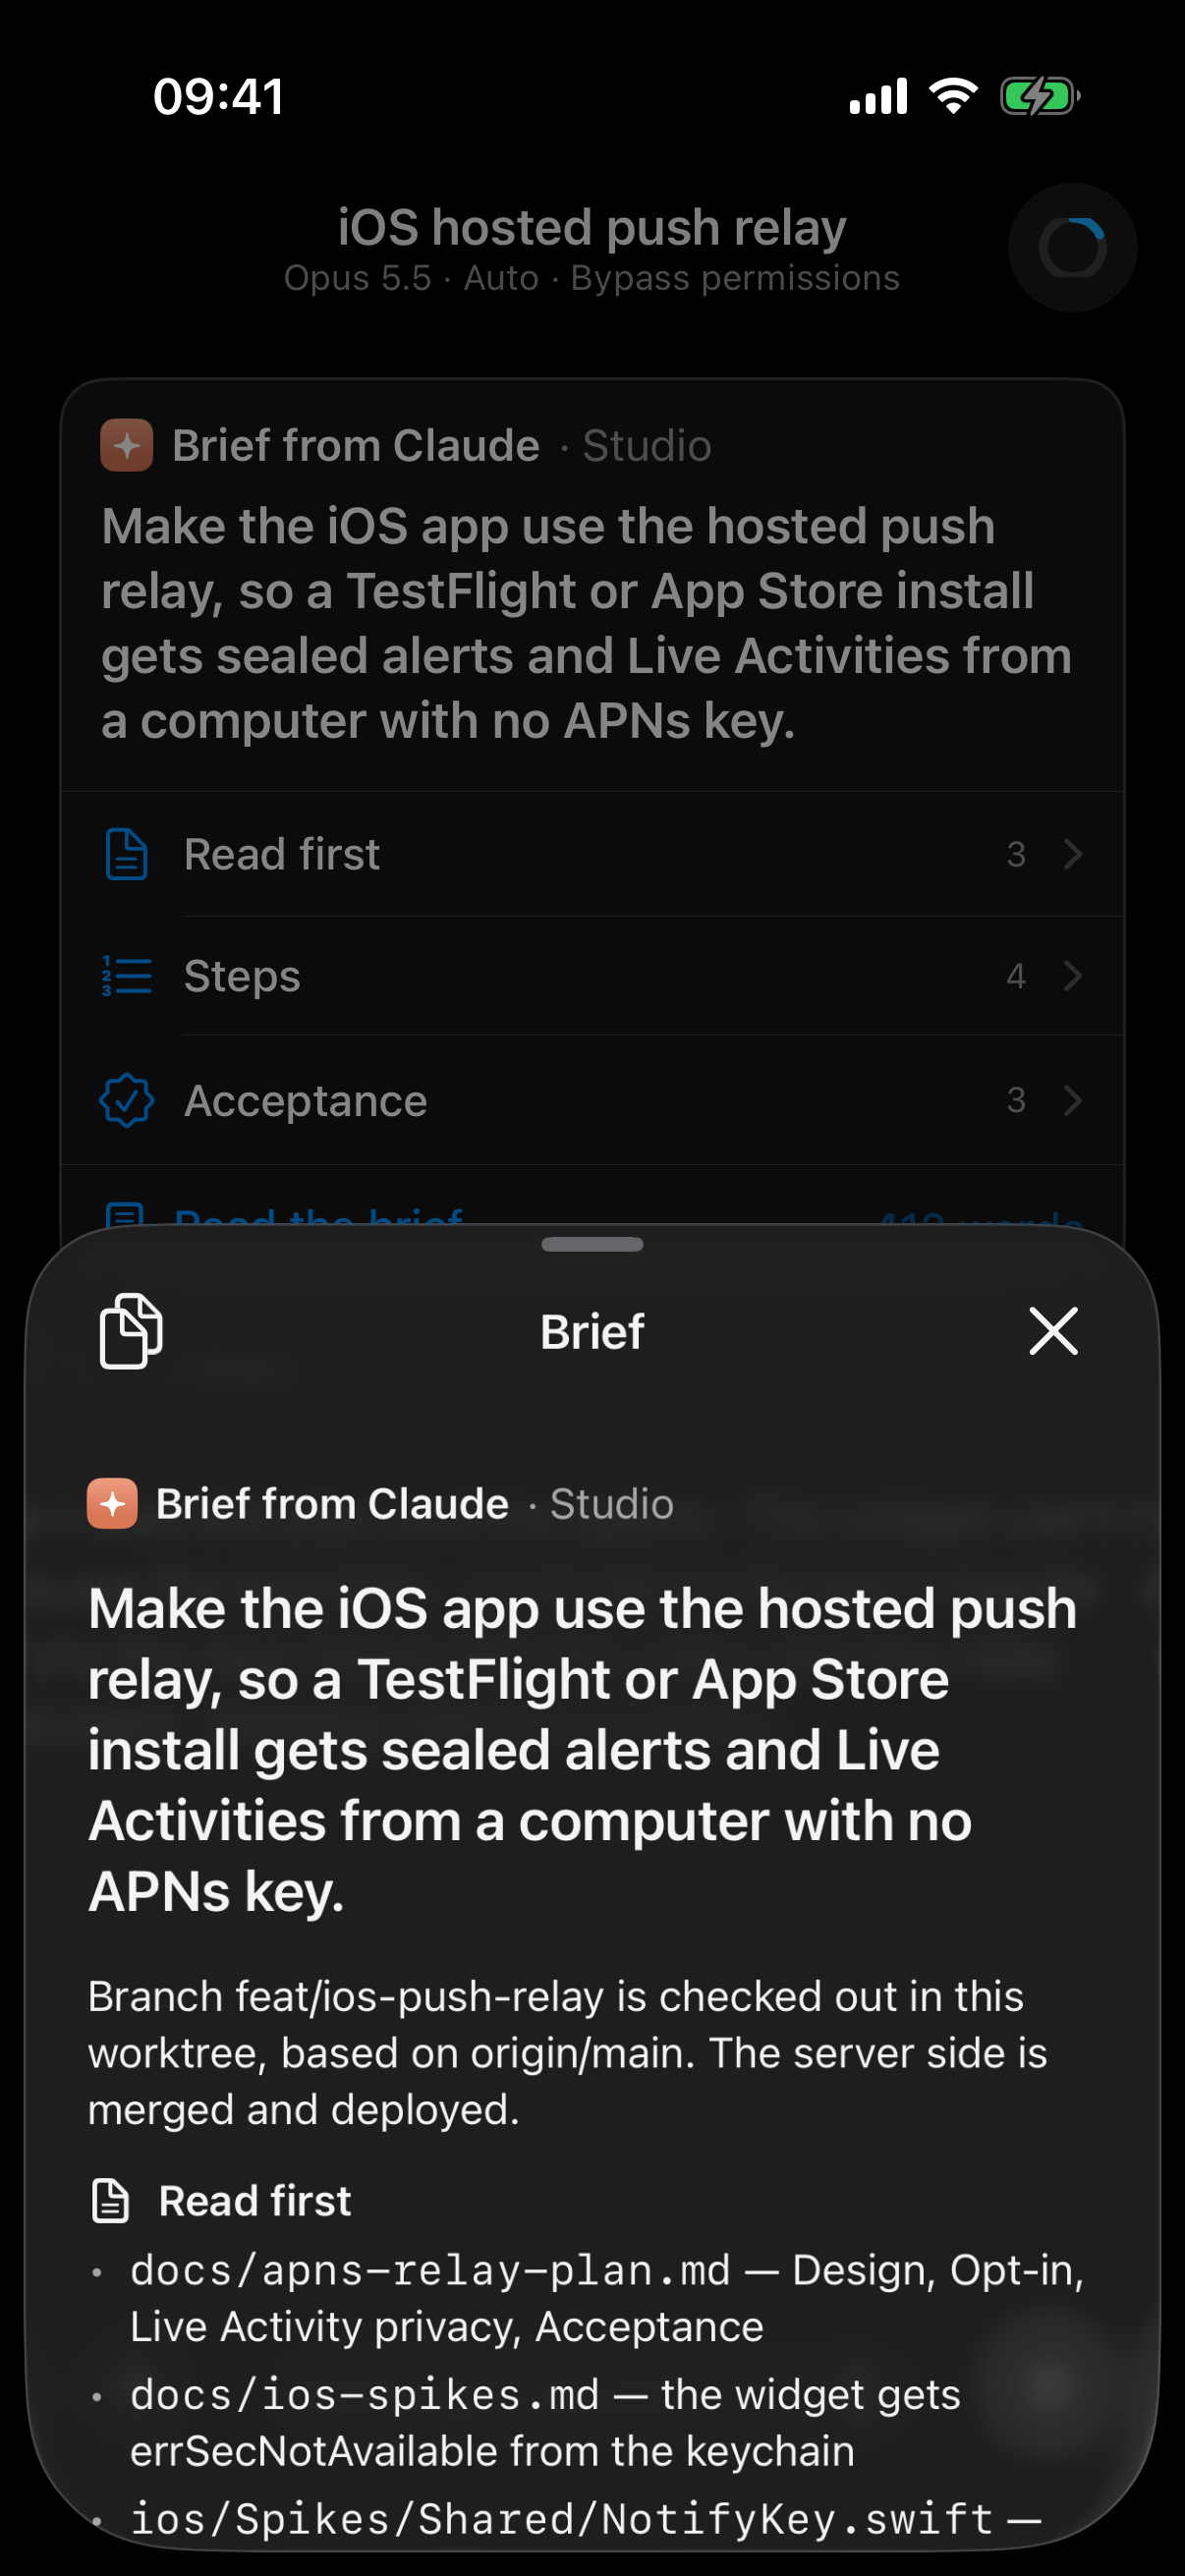 09:41
iOS hosted push relay
Opus 5.5 · Auto · Bypass permissions
Brief from Claude · Studio
Make the iOS app use the hosted push
relay, so a TestFlight or App Store install
gets sealed alerts and Live Activities from
a computer with no APNs key.
Read first 3
Steps 4
Acceptance 3
Read the brief words
Brief
Brief from Claude · Studio
Make the iOS app use the hosted push
relay, so a TestFlight or App Store
install gets sealed alerts and Live
Activities from a computer with no
APNs key.
Branch feat/ios-push-relay is checked out in this
worktree, based on origin/main. The server side is
merged and deployed.
Read first
• docs/apns-relay-plan.md — Design, Opt-in,
Live Activity privacy, Acceptance
• docs/ios-spikes.md — the widget gets
errSecNotAvailable from the keychain
• ios/Spikes/Shared/NotifyKey.swift —